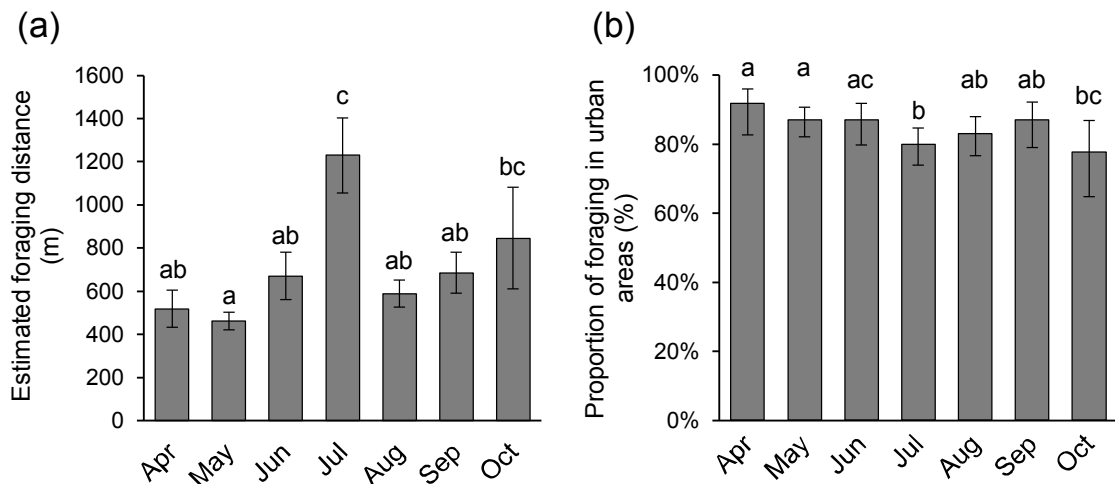 (a)
Estimated foraging distance
(m)
1600
1400
1200
1000
800
600
400
200
0
ab
a
ab
c
ab
ab
bc
Apr
May
Jun
Jul
Aug
Sep
Oct
(b)
Proportion of foraging in urban
areas (%)
100%
80%
60%
40%
20%
0%
a
a
ac
b
ab
ab
bc
Apr
May
Jun
Jul
Aug
Sep
Oct